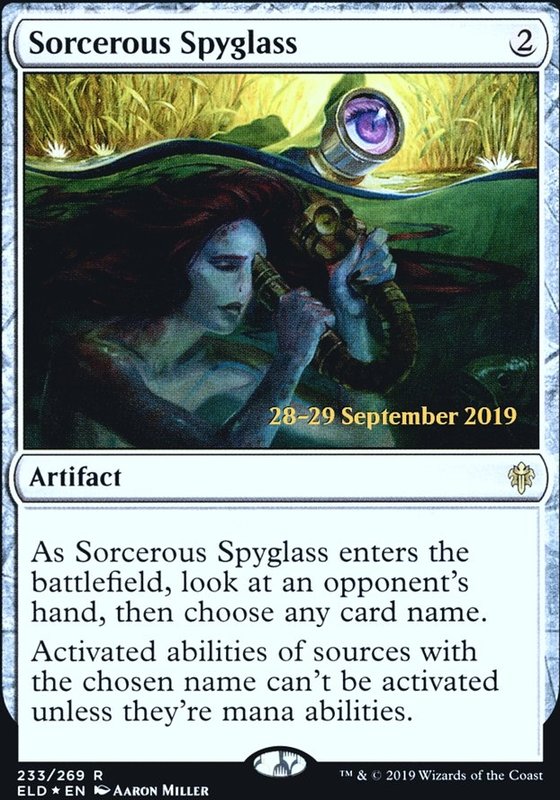 Sorcerous Spyglass 2
28–29 September 2019
Artifact
As Sorcerous Spyglass enters the
battlefield, look at an opponent's
hand, then choose any card name.
Activated abilities of sources with
the chosen name can't be activated
unless they're mana abilities.
233/269 R
ELD ★ EN Aaron Miller
™ & © 2019 Wizards of the Coast